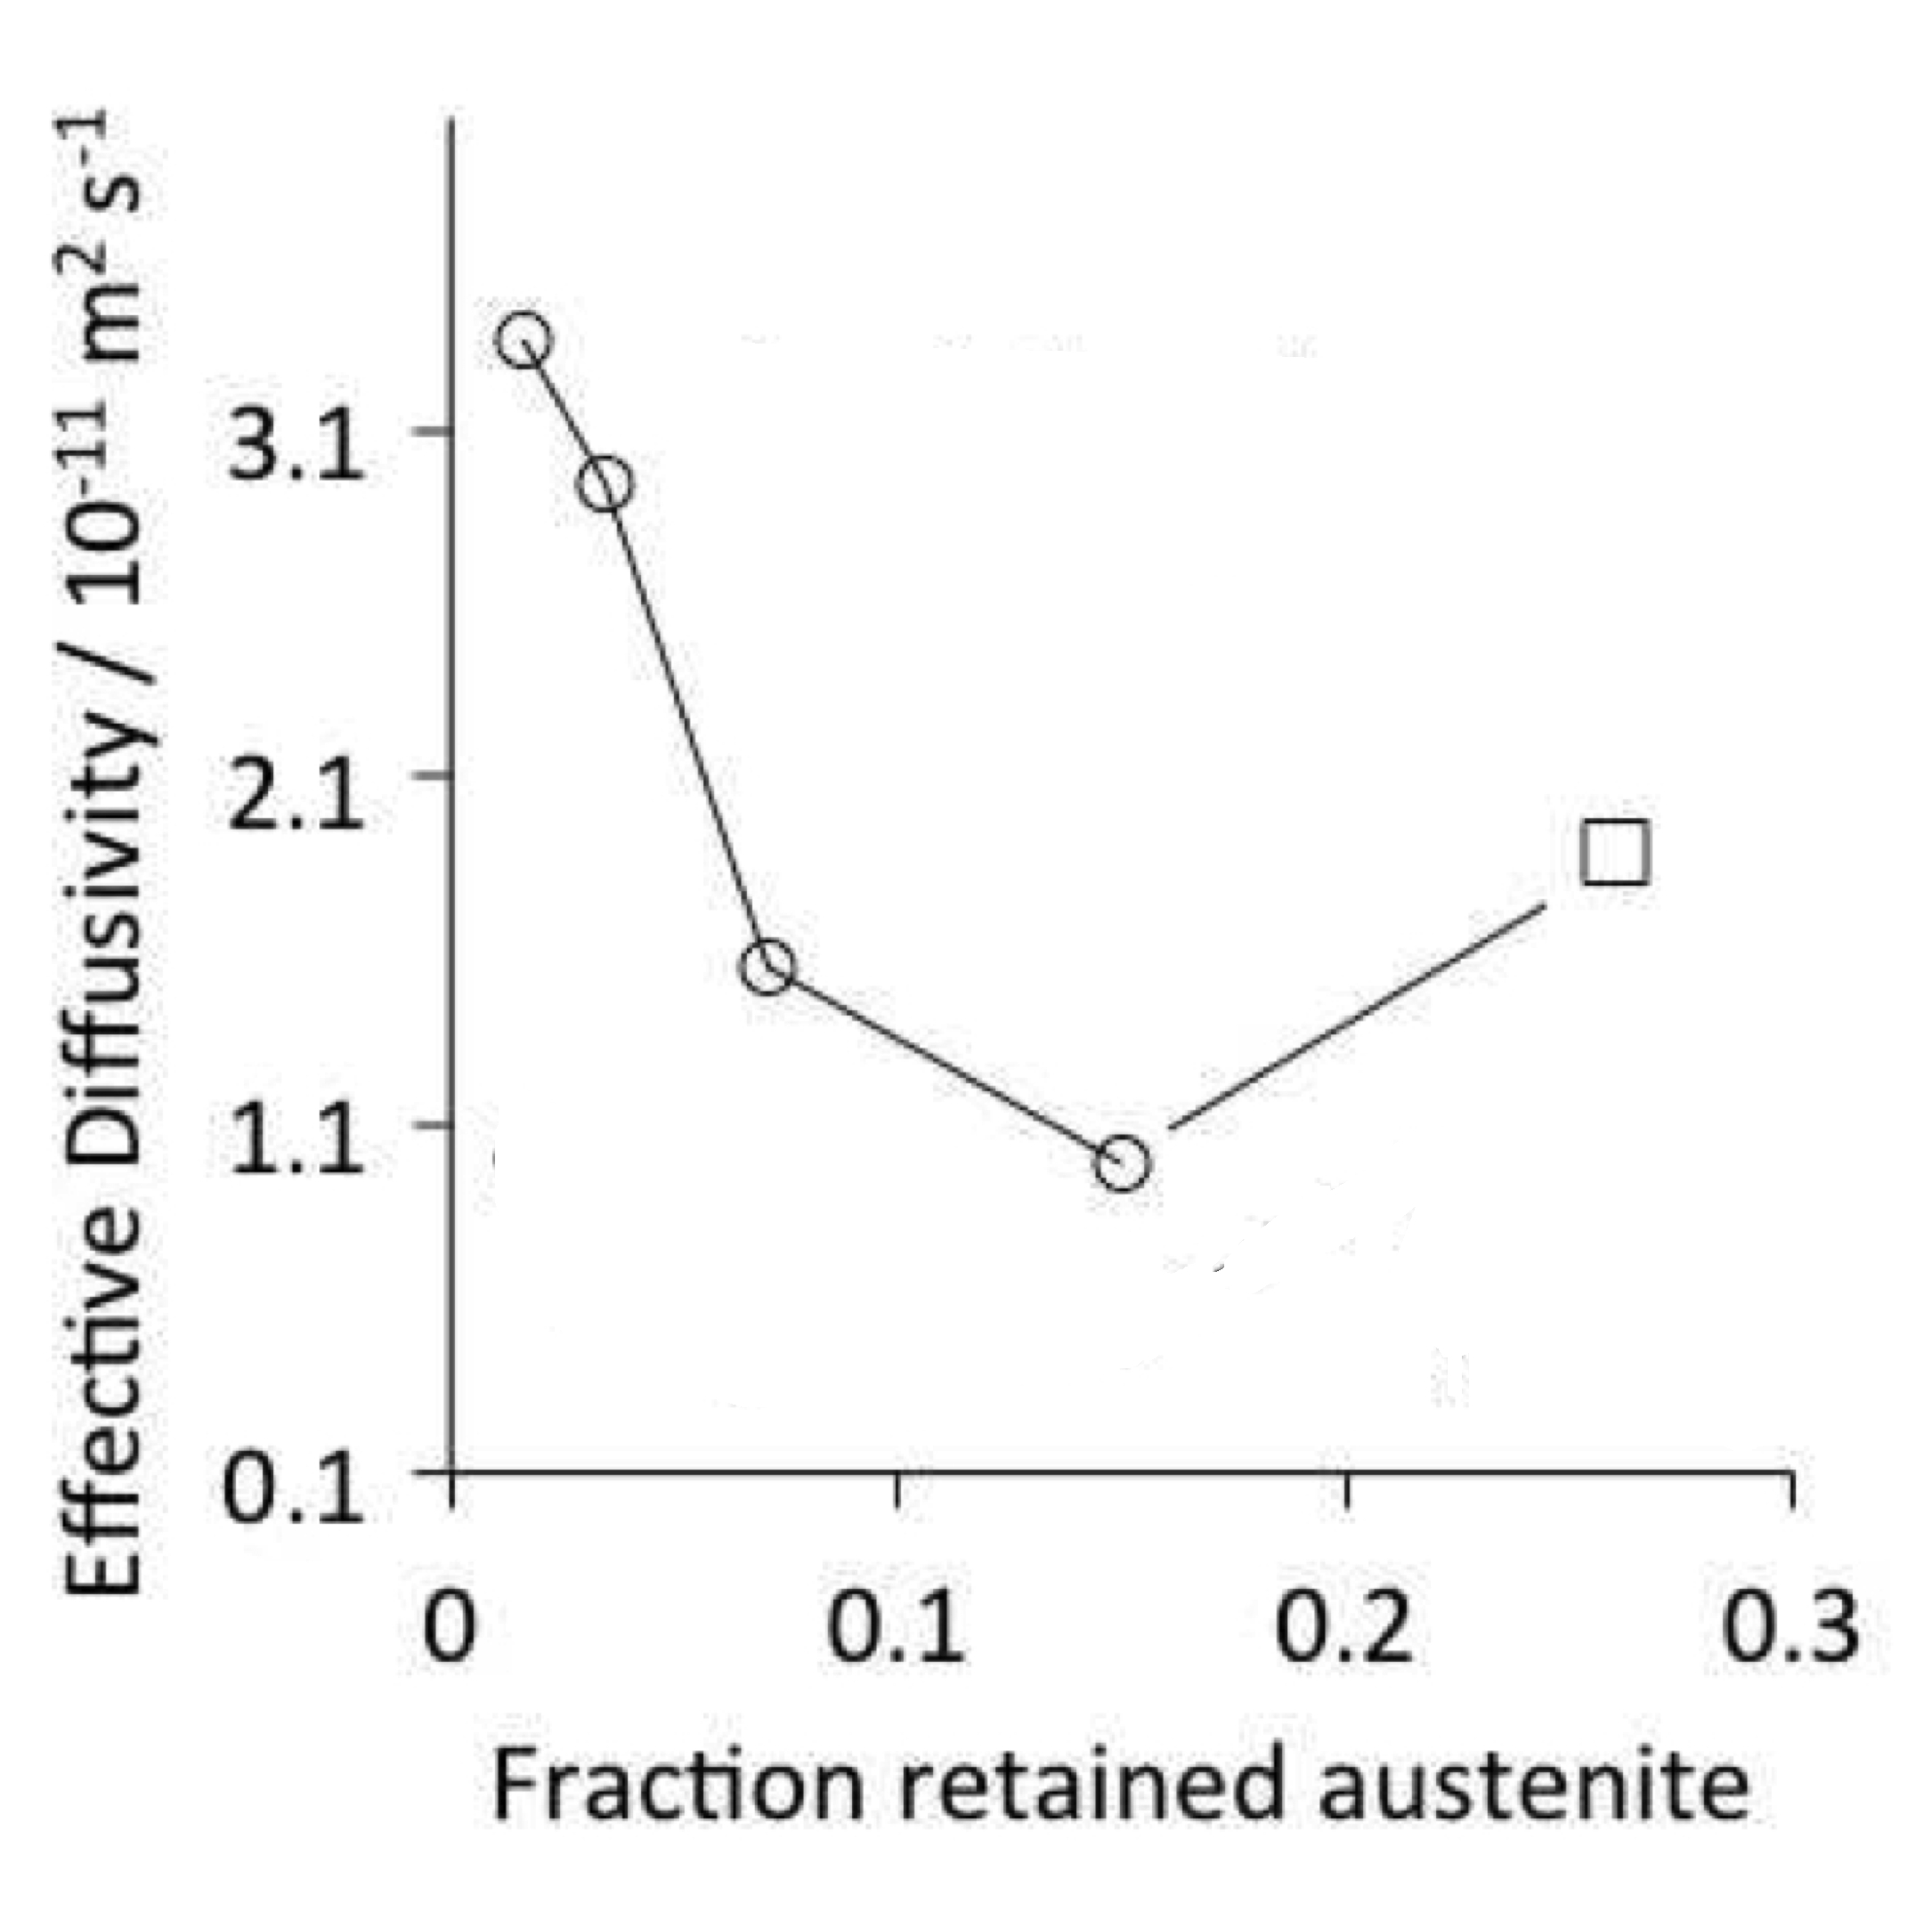 Effective Diffusivity / 10⁻¹¹ m² s⁻¹
3.1
2.1
1.1
0.1
0 0.1 0.2 0.3
Fraction retained austenite